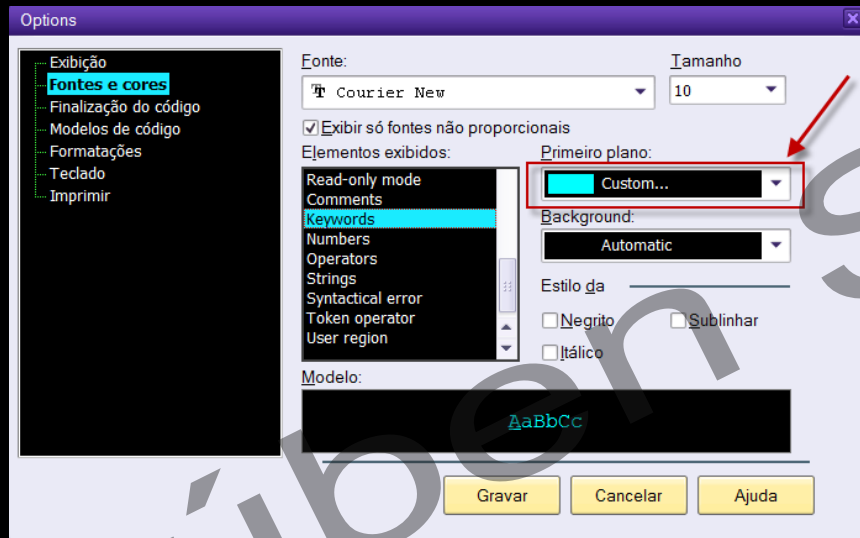 Options
Exibição
Fontes e cores
Finalização do código
Modelos de código
Formatações
Teclado
Imprimir
Fonte:
Tamanho
Courier New
10
Exibir só fontes não proporcionais
Elementos exibidos:
Primeiro plano:
Read-only mode
Comments
Keywords
Numbers
Operators
Strings
Syntactical error
Token operator
User region
Custom...
Background:
Automatic
Estilo da
Negrito
Sublinhar
Itálico
Modelo:
AaBbCc
Gravar
Cancelar
Ajuda
úben S